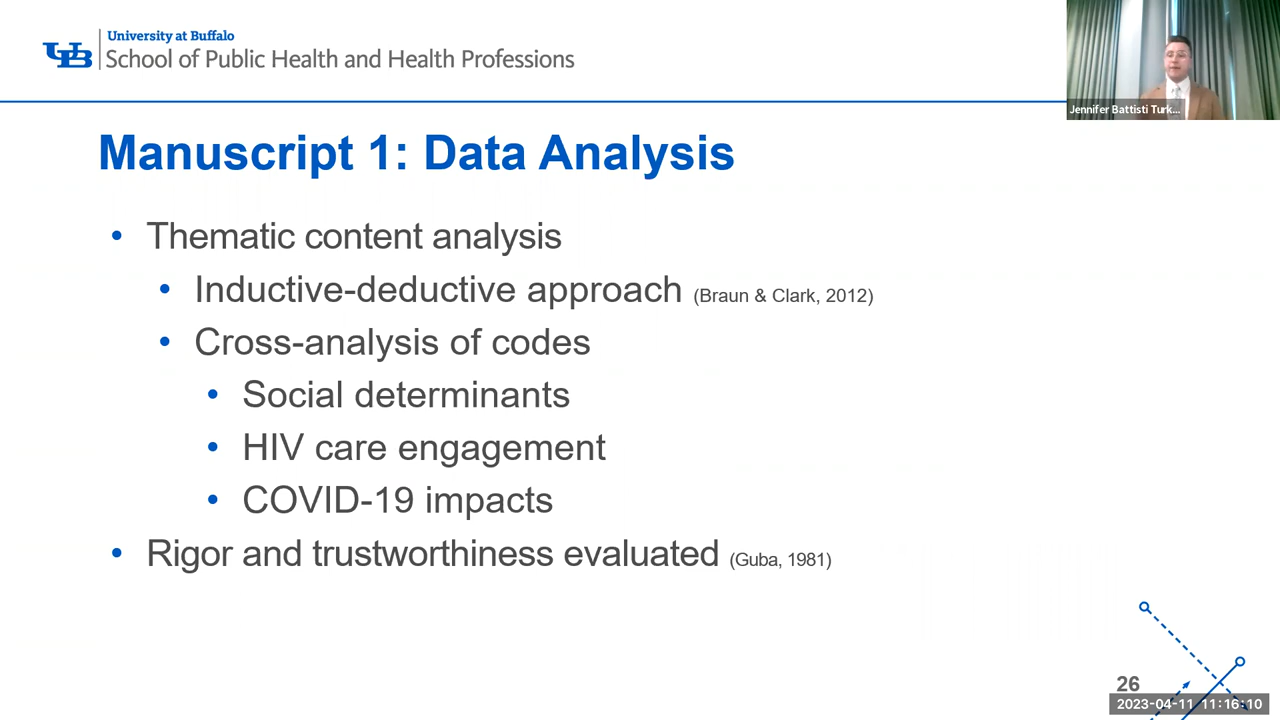 UB
University at Buffalo
School of Public Health and Health Professions
Jennifer Battisti Turk...
Manuscript 1: Data Analysis
• Thematic content analysis
• Inductive-deductive approach (Braun & Clark, 2012)
• Cross-analysis of codes
• Social determinants
• HIV care engagement
• COVID-19 impacts
• Rigor and trustworthiness evaluated (Guba, 1981)
26
2023-04-11 11:16:10